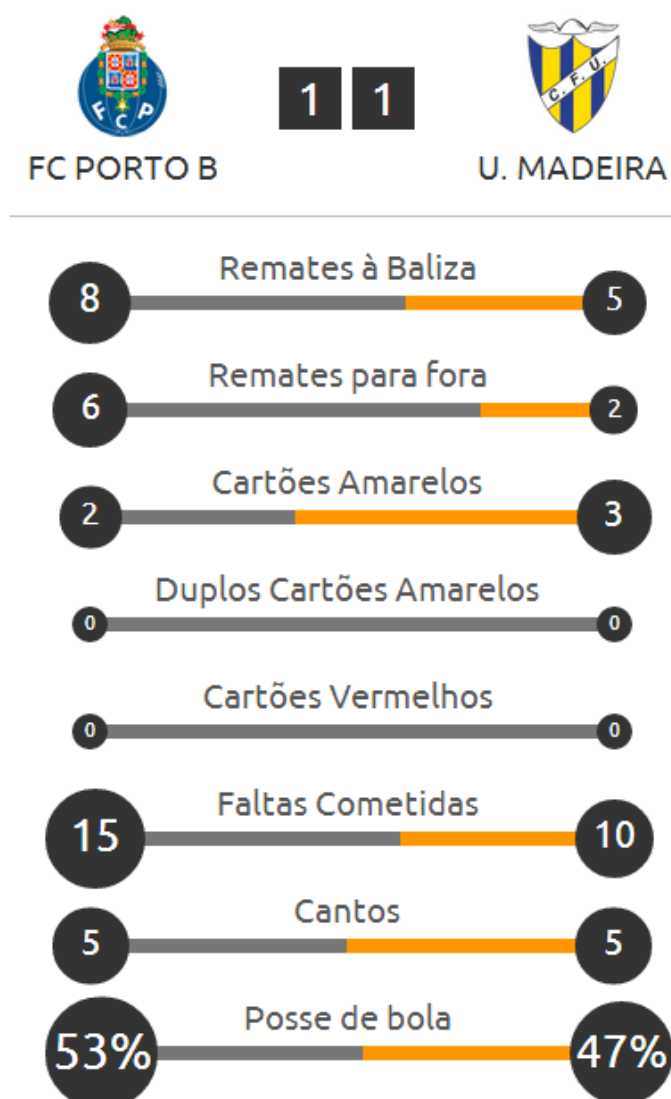 FCP
C. F. U.
1 1
FC PORTO B U. MADEIRA
Remates à Baliza
8 5
Remates para fora
6 2
Cartões Amarelos
2 3
Duplos Cartões Amarelos
0 0
Cartões Vermelhos
0 0
Faltas Cometidas
15 10
Cantos
5 5
Posse de bola
53% 47%